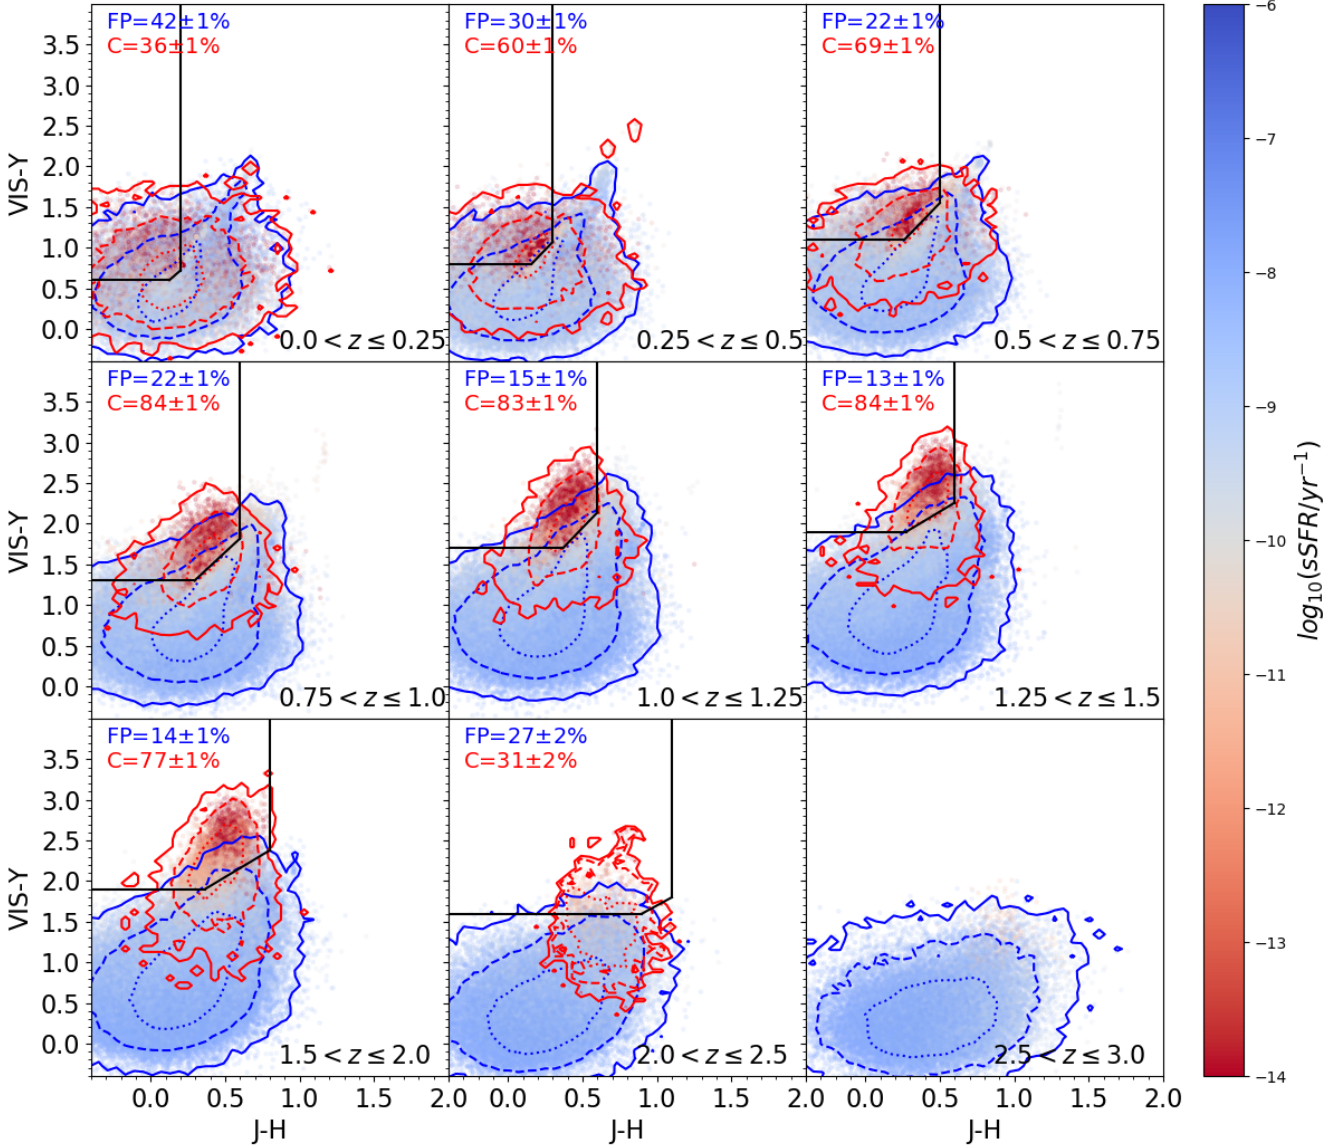 FP=42±1%
C=36±1%
FP=30±1%
C=60±1%
FP=22±1%
C=69±1%
3.5
3.0
2.5
2.0
1.5
1.0
0.5
0.0
VIS-Y
0.0 < z ≤ 0.25
0.25 < z ≤ 0.5
0.5 < z ≤ 0.75
FP=22±1%
C=84±1%
FP=15±1%
C=83±1%
FP=13±1%
C=84±1%
3.5
3.0
2.5
2.0
1.5
1.0
0.5
0.0
VIS-Y
0.75 < z ≤ 1.0
1.0 < z ≤ 1.25
1.25 < z ≤ 1.5
FP=14±1%
C=77±1%
FP=27±2%
C=31±2%
3.5
3.0
2.5
2.0
1.5
1.0
0.5
0.0
VIS-Y
1.5 < z ≤ 2.0
2.0 < z ≤ 2.5
2.5 < z ≤ 3.0
0.0 0.5 1.0 1.5 2.0 0.0 0.5 1.0 1.5 2.0 0.0 0.5 1.0 1.5 2.0
J-H
J-H
J-H
−6
−7
−8
−9
−10
−11
−12
−13
−14
log10(sSFR/yr−1)